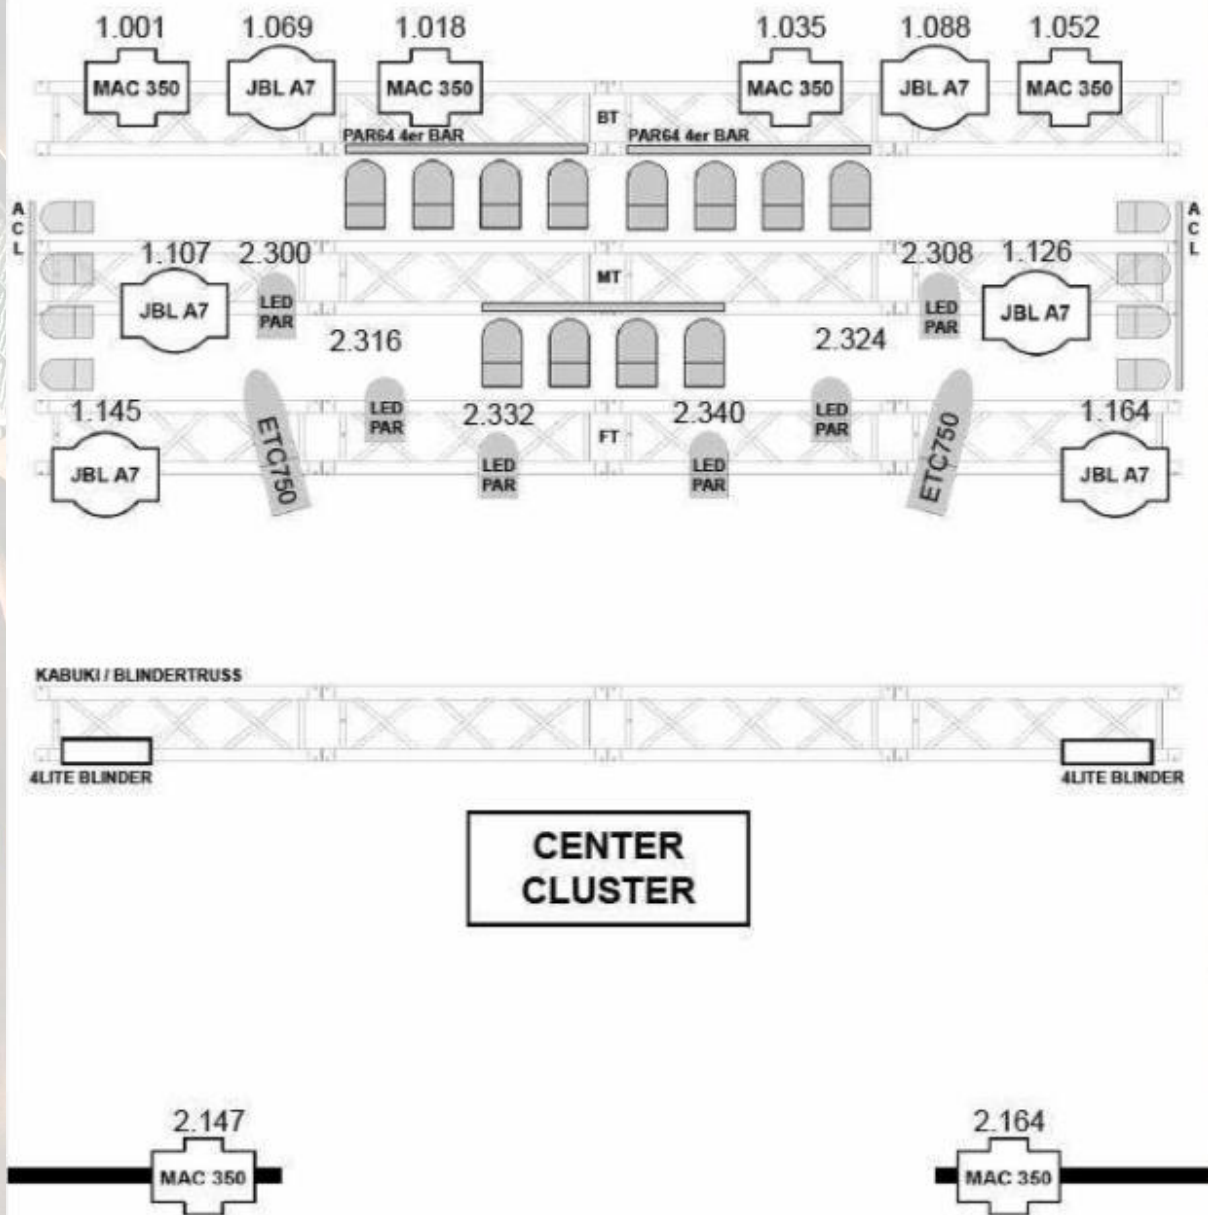 1.001 1.069 1.018 1.035 1.088 1.052
MAC 350 JBL A7 MAC 350 MAC 350 JBL A7 MAC 350
BT
PAR64 4er BAR PAR64 4er BAR
ACL ACL
1.107 2.300 2.308 1.126
MT
JBL A7 LED PAR LED PAR JBL A7
2.316 2.324
1.145 LED PAR 2.332 2.340 LED PAR 1.164
ETC750 FT ETC750
JBL A7 LED PAR LED PAR JBL A7
KABUKI / BLINDERTRUSS
4LITE BLINDER 4LITE BLINDER
CENTER
CLUSTER
2.147 2.164
MAC 350 MAC 350